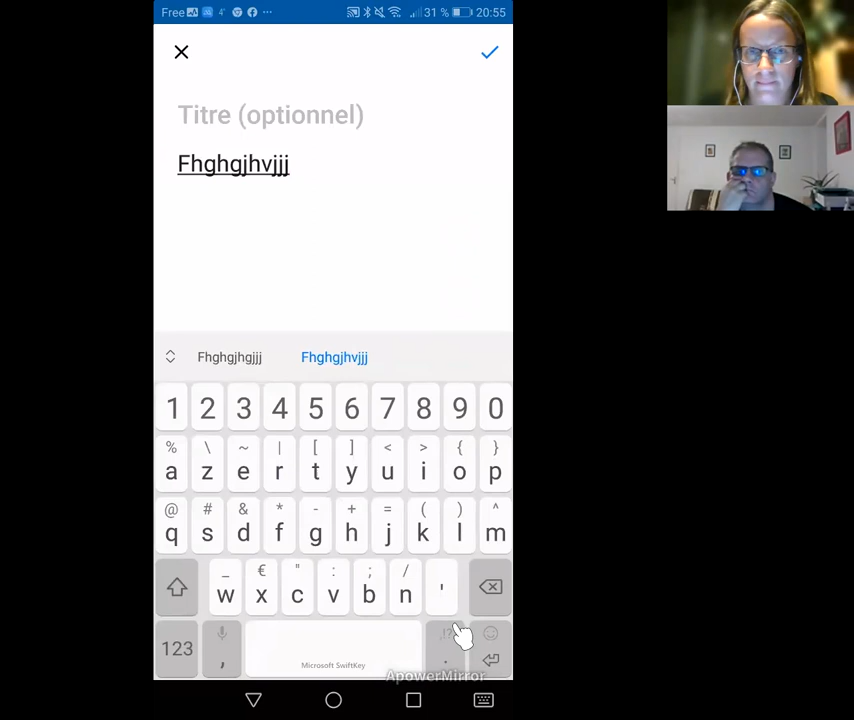 Free 4' ... 31 % 20:55
Titre (optionnel)
Fhghgjhvjjj
Fhghgjhgjjj Fhghgjhvjjj
1 2 3 4 5 6 7 8 9 0
% \ ~ | [ ] < > { }
a z e r t y u i o p
@ # & * - + = ( ) ^
q s d f g h j k l m
_ € " : ; /
w x c v b n '
,!?
123 , Microsoft SwiftKey .
ApowerMirror